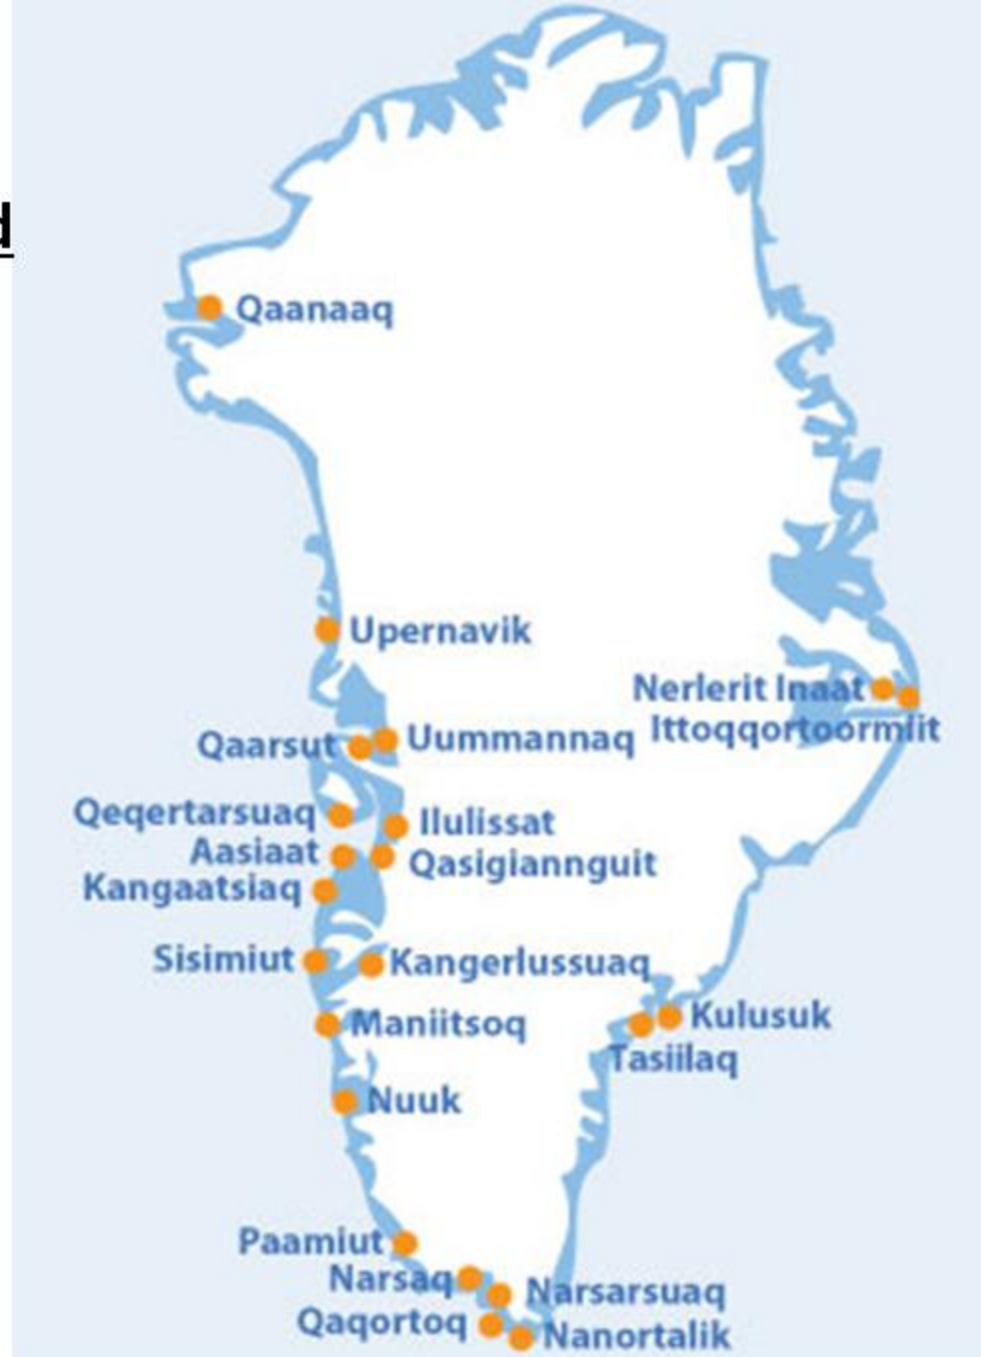 d
Qaanaaq
Upernavik
Nerlerit Inaat
Ittoqqortoormiit
Qaarsut
Uummannaq
Qeqertarsuaq
Ilulissat
Aasiaat
Qasigiannguit
Kangaatsiaq
Sisimiut
Kangerlussuaq
Maniitsoq
Kulusuk
Tasiilaq
Nuuk
Paamiut
Narsaq
Narsarsuaq
Qaqortoq
Nanortalik